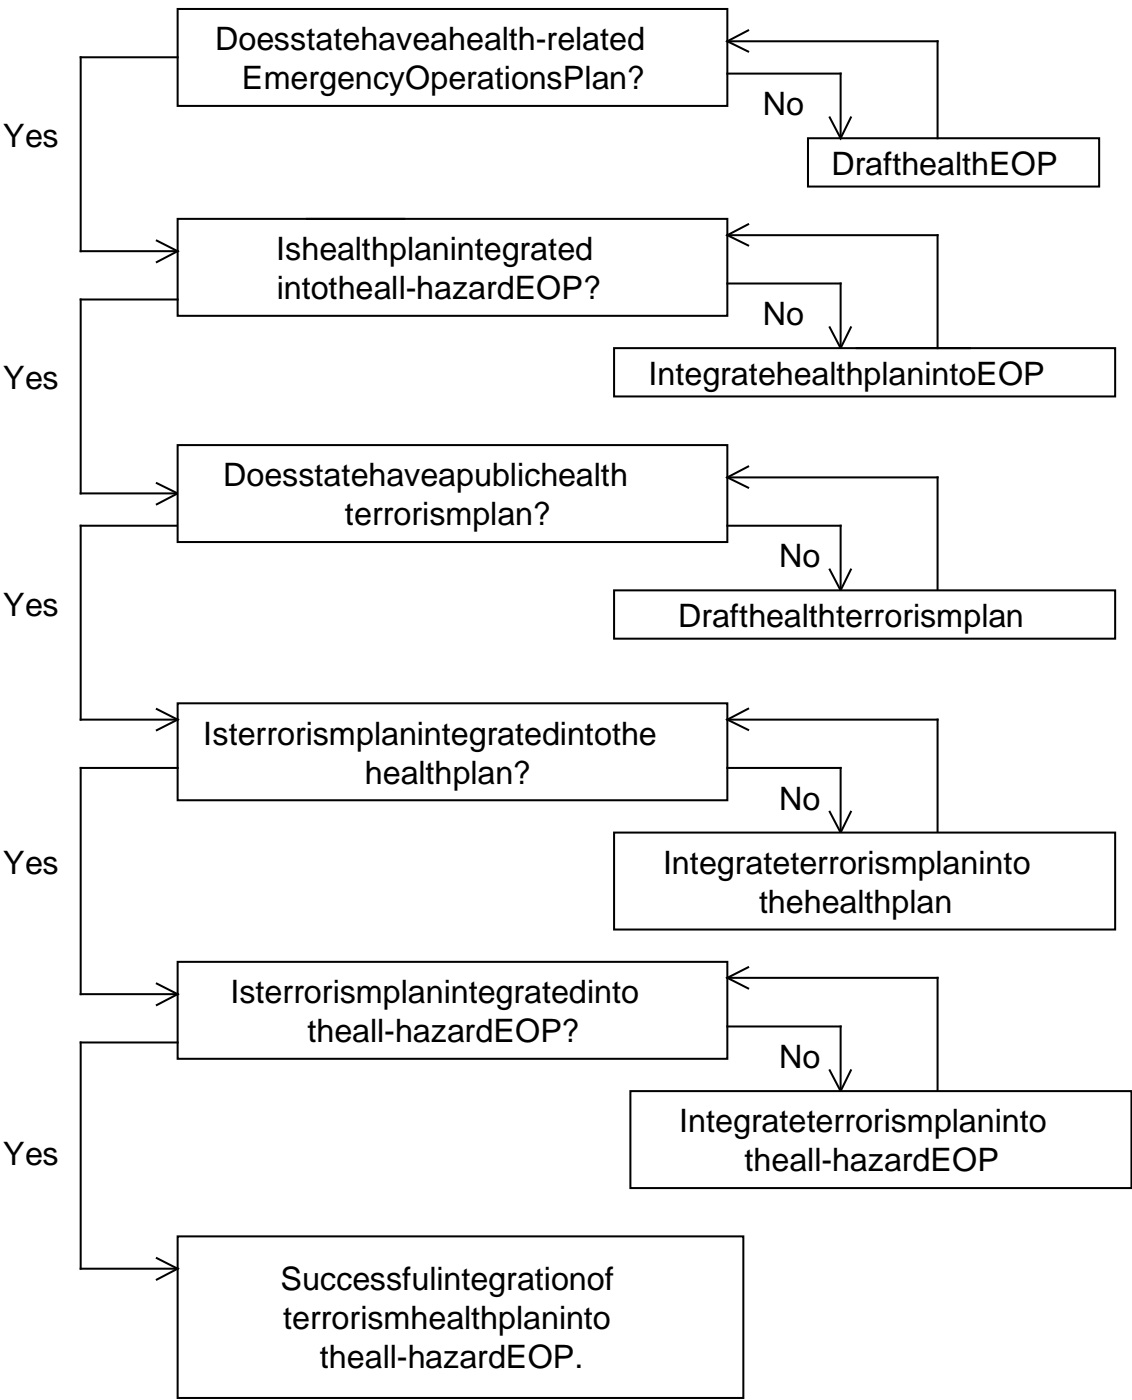 Doesstatehaveahealth-related
EmergencyOperationsPlan?
Yes
No
DrafthealthEOP
Ishealthplanintegrated
intotheall-hazardEOP?
Yes
No
IntegratehealthplanintoEOP
Doesstatehaveapublichealth
terrorismplan?
Yes
No
Drafthealthterrorismplan
Isterrorismplanintegratedintothe
healthplan?
Yes
No
Integrateterrorismplaninto
thehealthplan
Isterrorismplanintegratedinto
theall-hazardEOP?
Yes
No
Integrateterrorismplaninto
theall-hazardEOP
Successfulintegrationof
terrorismhealthplaninto
theall-hazardEOP.